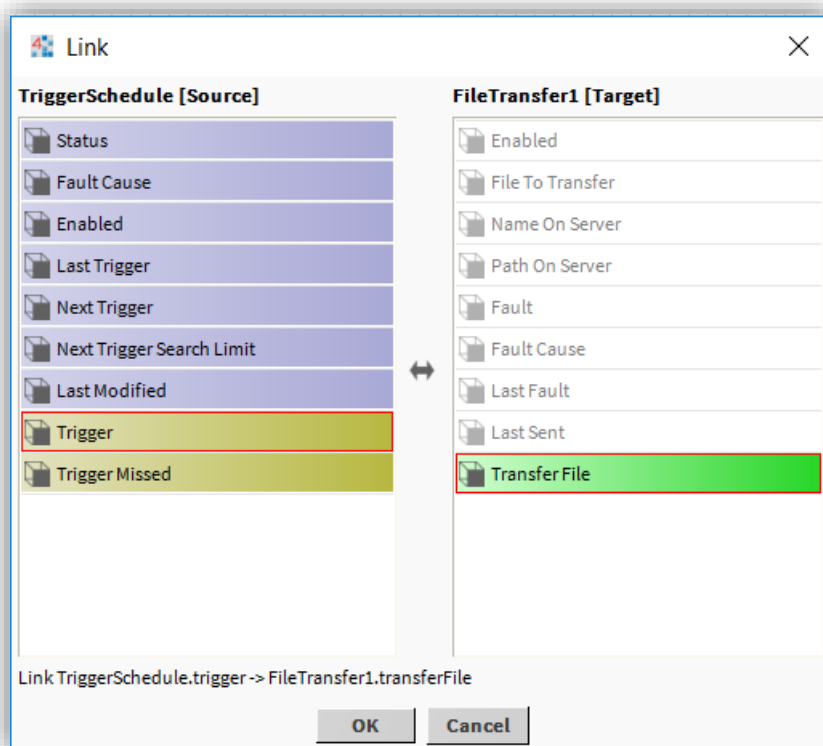 Link
TriggerSchedule [Source]
Status
Fault Cause
Enabled
Last Trigger
Next Trigger
Next Trigger Search Limit
Last Modified
Trigger
Trigger Missed
FileTransfer1 [Target]
Enabled
File To Transfer
Name On Server
Path On Server
Fault
Fault Cause
Last Fault
Last Sent
Transfer File
Link TriggerSchedule.trigger -> FileTransfer1.transferFile
OK
Cancel